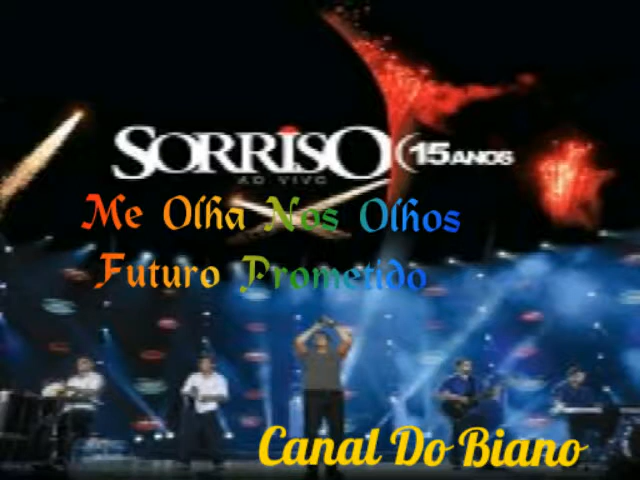 SORRISO
15 ANOS
AO VIVO
Me Olha Nos Olhos
Futuro Prometido
Canal Do Biano